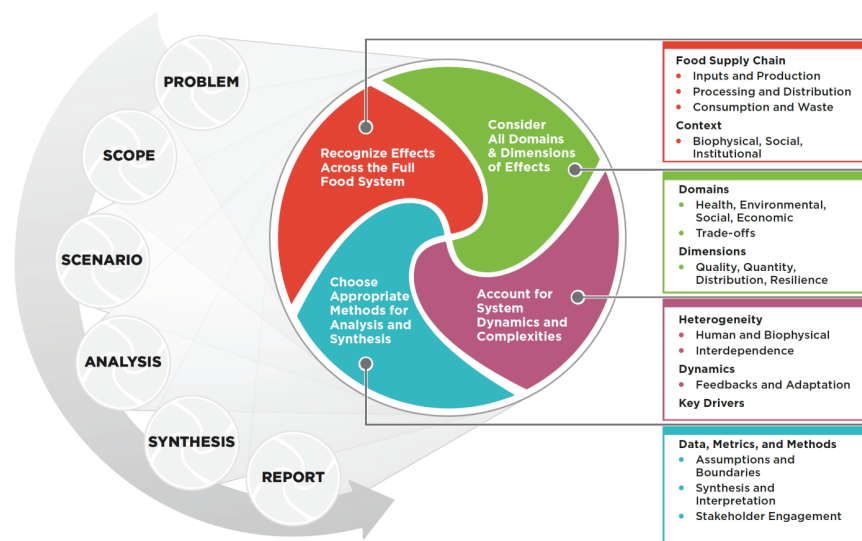 PROBLEM
SCOPE
SCENARIO
ANALYSIS
SYNTHESIS
REPORT
Recognize Effects
Across the Full
Food System
Consider
All Domains
& Dimensions
of Effects
Choose
Appropriate
Methods for
Analysis and
Synthesis
Account for
System
Dynamics and
Complexities
Food Supply Chain
• Inputs and Production
• Processing and Distribution
• Consumption and Waste
Context
• Biophysical, Social,
Institutional
Domains
• Health, Environmental,
Social, Economic
• Trade-offs
Dimensions
• Quality, Quantity,
Distribution, Resilience
Heterogeneity
• Human and Biophysical
• Interdependence
Dynamics
• Feedbacks and Adaptation
Key Drivers
Data, Metrics, and Methods
• Assumptions and
Boundaries
• Synthesis and
Interpretation
• Stakeholder Engagement